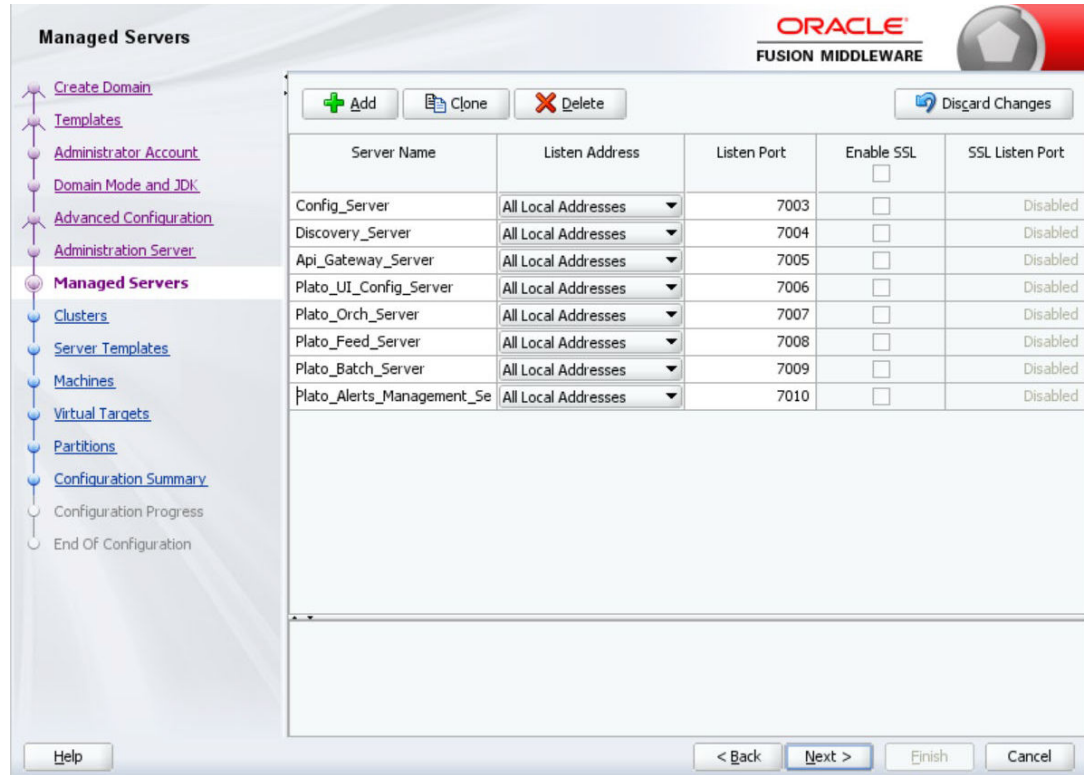 Managed Servers
ORACLE
FUSION MIDDLEWARE
Create Domain
Templates
Administrator Account
Domain Mode and JDK
Advanced Configuration
Administration Server
Managed Servers
Clusters
Server Templates
Machines
Virtual Targets
Partitions
Configuration Summary
Configuration Progress
End Of Configuration
Add Clone Delete Discard Changes
Server Name Listen Address Listen Port Enable SSL SSL Listen Port
Config_Server All Local Addresses 7003 Disabled
Discovery_Server All Local Addresses 7004 Disabled
Api_Gateway_Server All Local Addresses 7005 Disabled
Plato_UI_Config_Server All Local Addresses 7006 Disabled
Plato_Orch_Server All Local Addresses 7007 Disabled
Plato_Feed_Server All Local Addresses 7008 Disabled
Plato_Batch_Server All Local Addresses 7009 Disabled
Plato_Alerts_Management_Se All Local Addresses 7010 Disabled
Help < Back Next > Finish Cancel